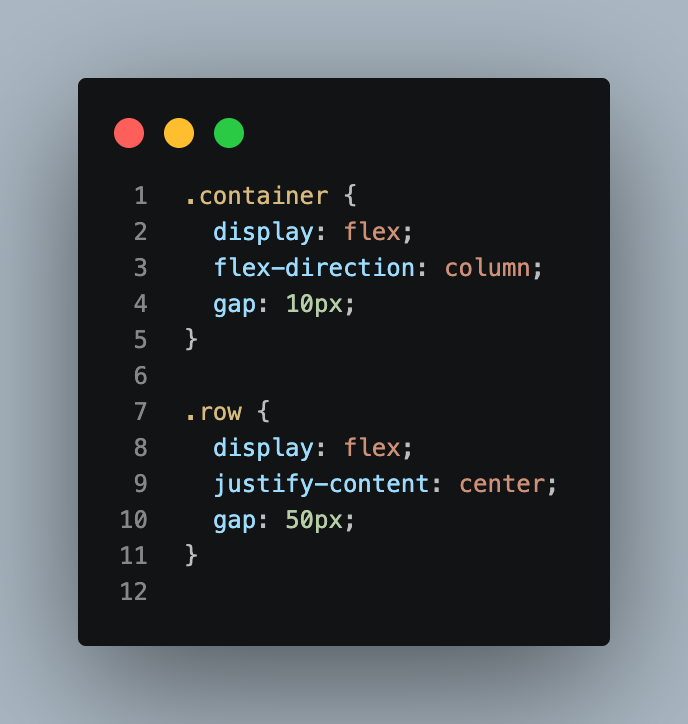 1 .container {
2   display: flex;
3   flex-direction: column;
4   gap: 10px;
5 }
6
7 .row {
8   display: flex;
9   justify-content: center;
10   gap: 50px;
11 }
12